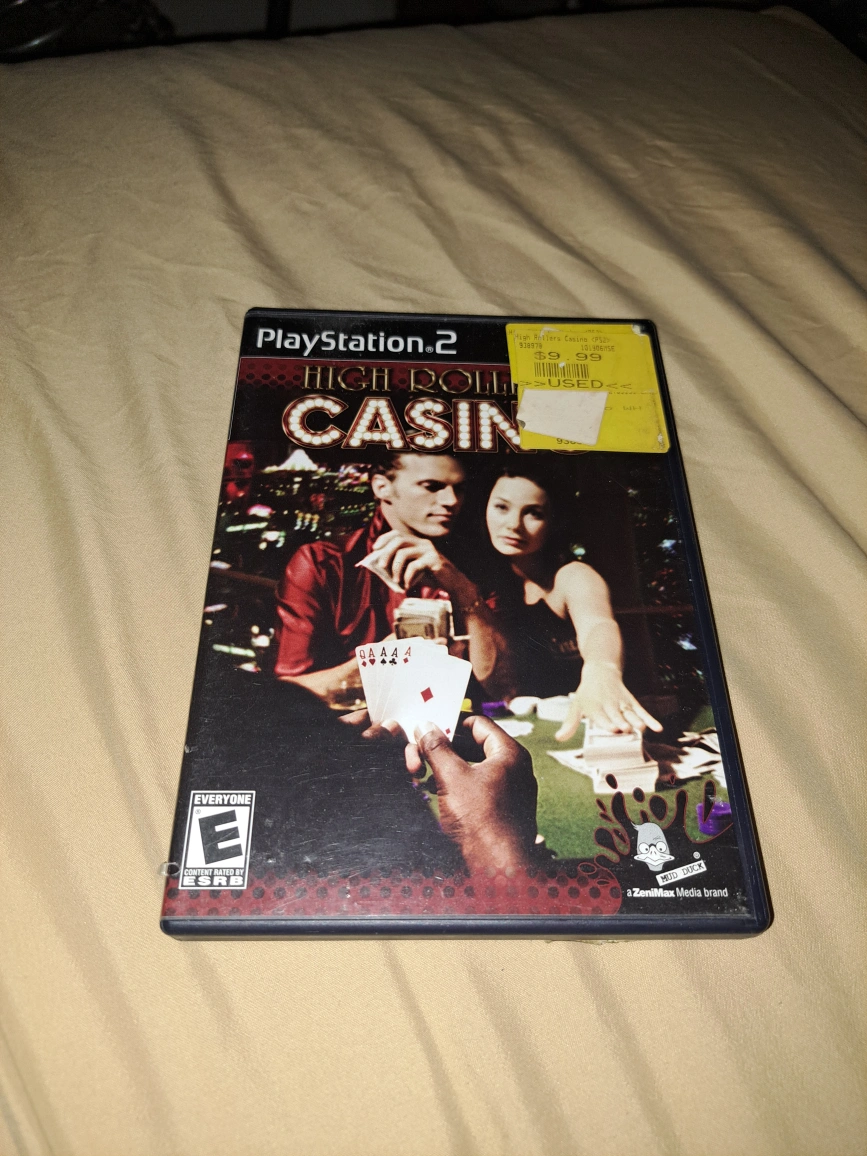 PlayStation®2
High Rollers Casino (PS2)
938979
$9.99
>>USED<<
HIGH ROLL
CASIN
Q A A A A
EVERYONE
E
CONTENT RATED BY
ESRB
MUD DUCK®
a ZeniMax Media brand